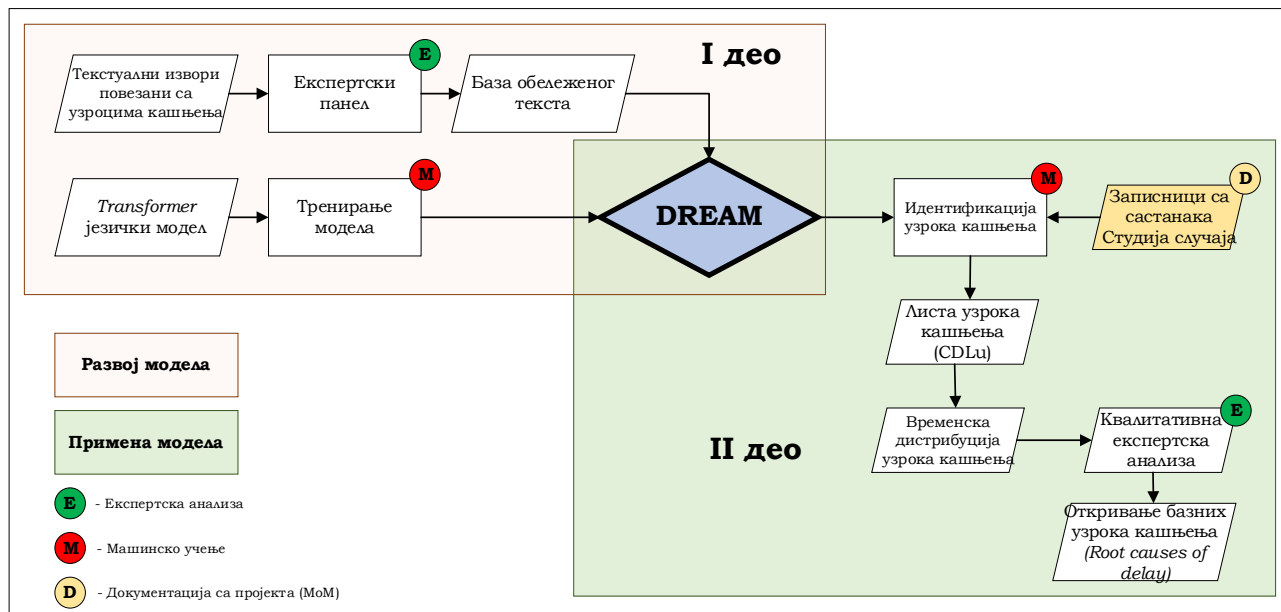 I део
E
Текстуални извори
повезани са
узроцима кашњења
Експертски
панел
База обележеног
текста
M
Transformer
језички модел
Тренирање
модела
DREAM
M
Идентификација
узрока кашњења
D
Записници са
састанака
Студија случаја
Листа узрока
кашњења
(CDLu)
Развој модела
Примена модела
II део
Временска
дистрибуција
узрока кашњења
E
Квалитативна
експертска
анализа
Откривање базних
узрока кашњења
(Root causes of
delay)
E - Експертска анализа
M - Машинско учење
D - Документација са пројекта (МоМ)